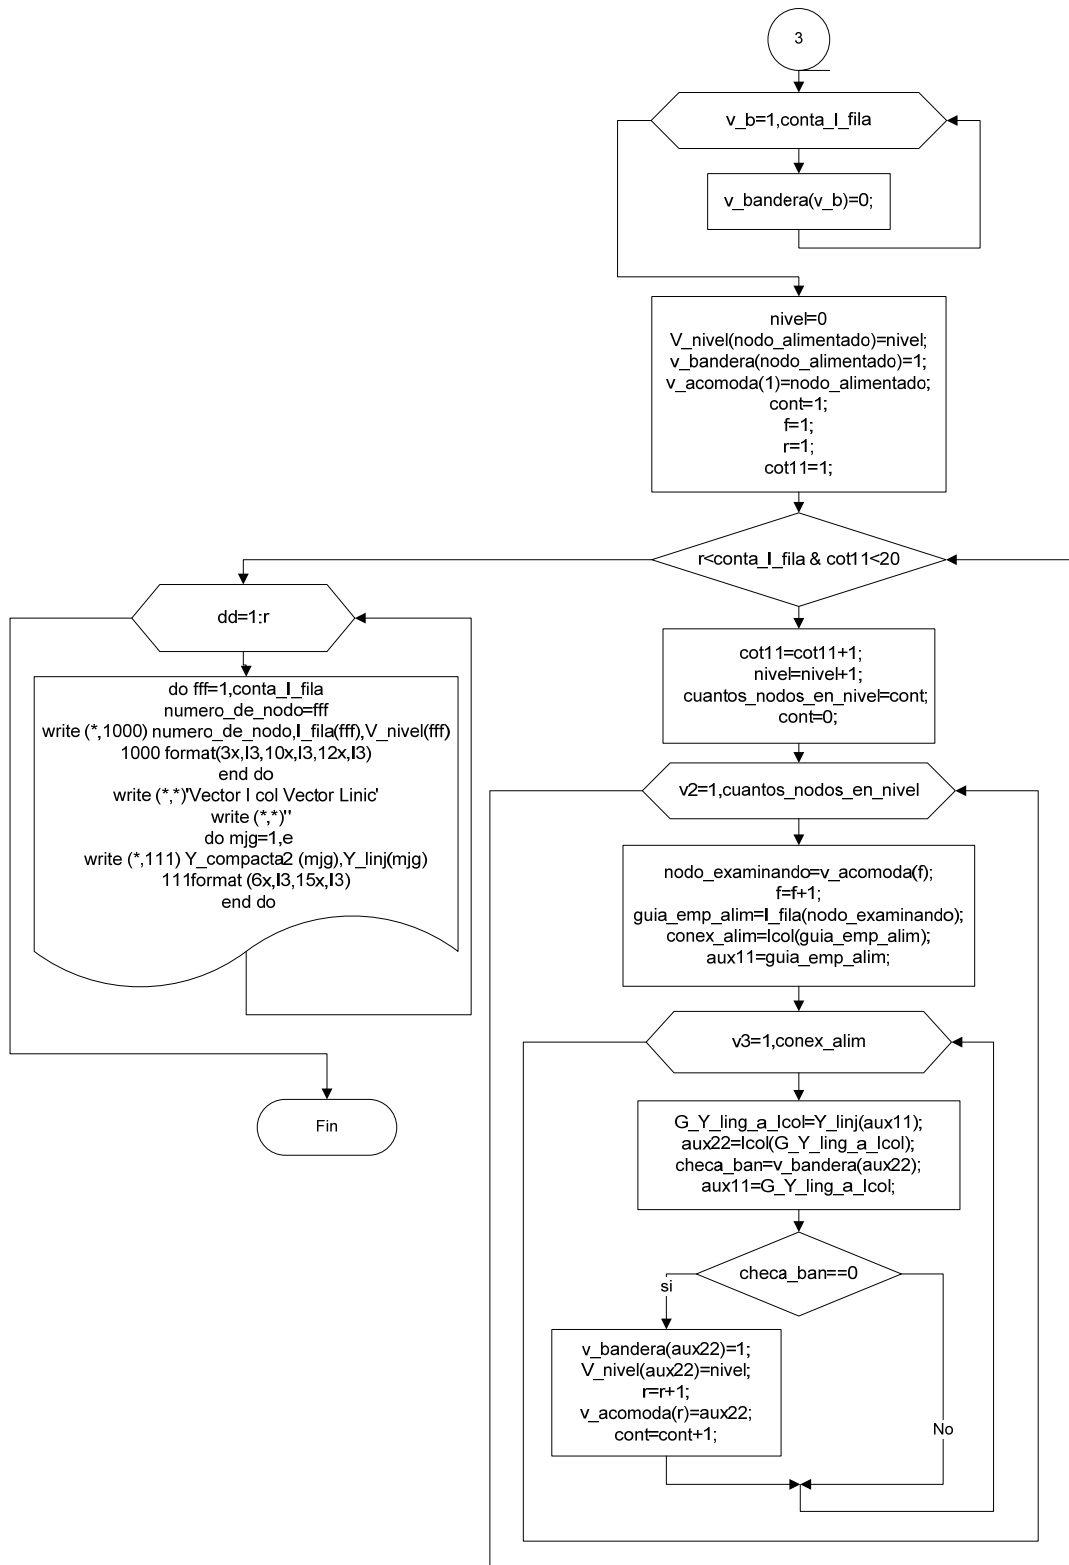 3
v_b=1,conta_I_fila
v_bandera(v_b)=0;
nivel=0
V_nivel(nodo_alimentado)=nivel;
v_bandera(nodo_alimentado)=1;
v_acomoda(1)=nodo_alimentado;
cont=1;
f=1;
r=1;
cot11=1;
r<conta_I_fila & cot11<20
dd=1:r
do fff=1,conta_I_fila
numero_de_nodo=fff
write (*,1000) numero_de_nodo,I_fila(fff),V_nivel(fff)
1000 format(3x,I3,10x,I3,12x,I3)
end do
write (*,*)'Vector I col Vector Linic'
write (*,*)''
do mjg=1,e
write (*,111) Y_compacta2 (mjg),Y_linj(mjg)
111format (6x,I3,15x,I3)
end do
Fin
cot11=cot11+1;
nivel=nivel+1;
cuantos_nodos_en_nivel=cont;
cont=0;
v2=1,cuantos_nodos_en_nivel
nodo_examinando=v_acomoda(f);
f=f+1;
guia_emp_alim=I_fila(nodo_examinando);
conex_alim=Icol(guia_emp_alim);
aux11=guia_emp_alim;
v3=1,conex_alim
G_Y_ling_a_Icol=Y_linj(aux11);
aux22=Icol(G_Y_ling_a_Icol);
checa_ban=v_bandera(aux22);
aux11=G_Y_ling_a_Icol;
checa_ban==0
si
v_bandera(aux22)=1;
V_nivel(aux22)=nivel;
r=r+1;
v_acomoda(r)=aux22;
cont=cont+1;
No